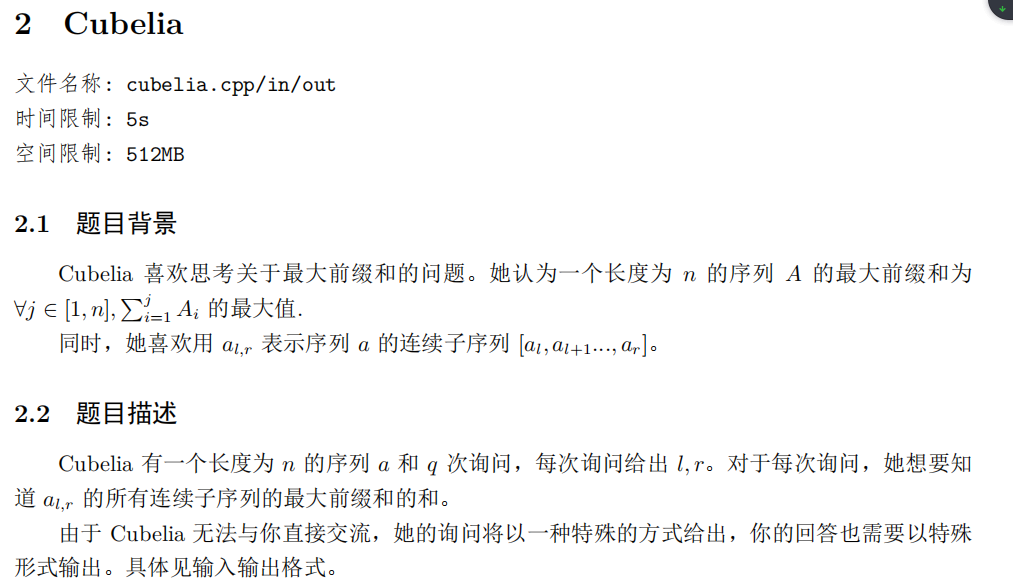 2 Cubelia
文件名称: cubelia.cpp/in/out
时间限制: 5s
空间限制: 512MB
2.1 题目背景
Cubelia 喜欢思考关于最大前缀和的问题。她认为一个长度为 n 的序列 A 的最大前缀和为
∀j ∈ [1, n], ∑_{i=1}^{j} A_i 的最大值.
同时，她喜欢用 a_{l,r} 表示序列 a 的连续子序列 [a_l, a_{l+1}..., a_r]。
2.2 题目描述
Cubelia 有一个长度为 n 的序列 a 和 q 次询问，每次询问给出 l, r。对于每次询问，她想要知
道 a_{l,r} 的所有连续子序列的最大前缀和的和。
由于 Cubelia 无法与你直接交流，她的询问将以一种特殊的方式给出，你的回答也需要以特殊
形式输出。具体见输入输出格式。